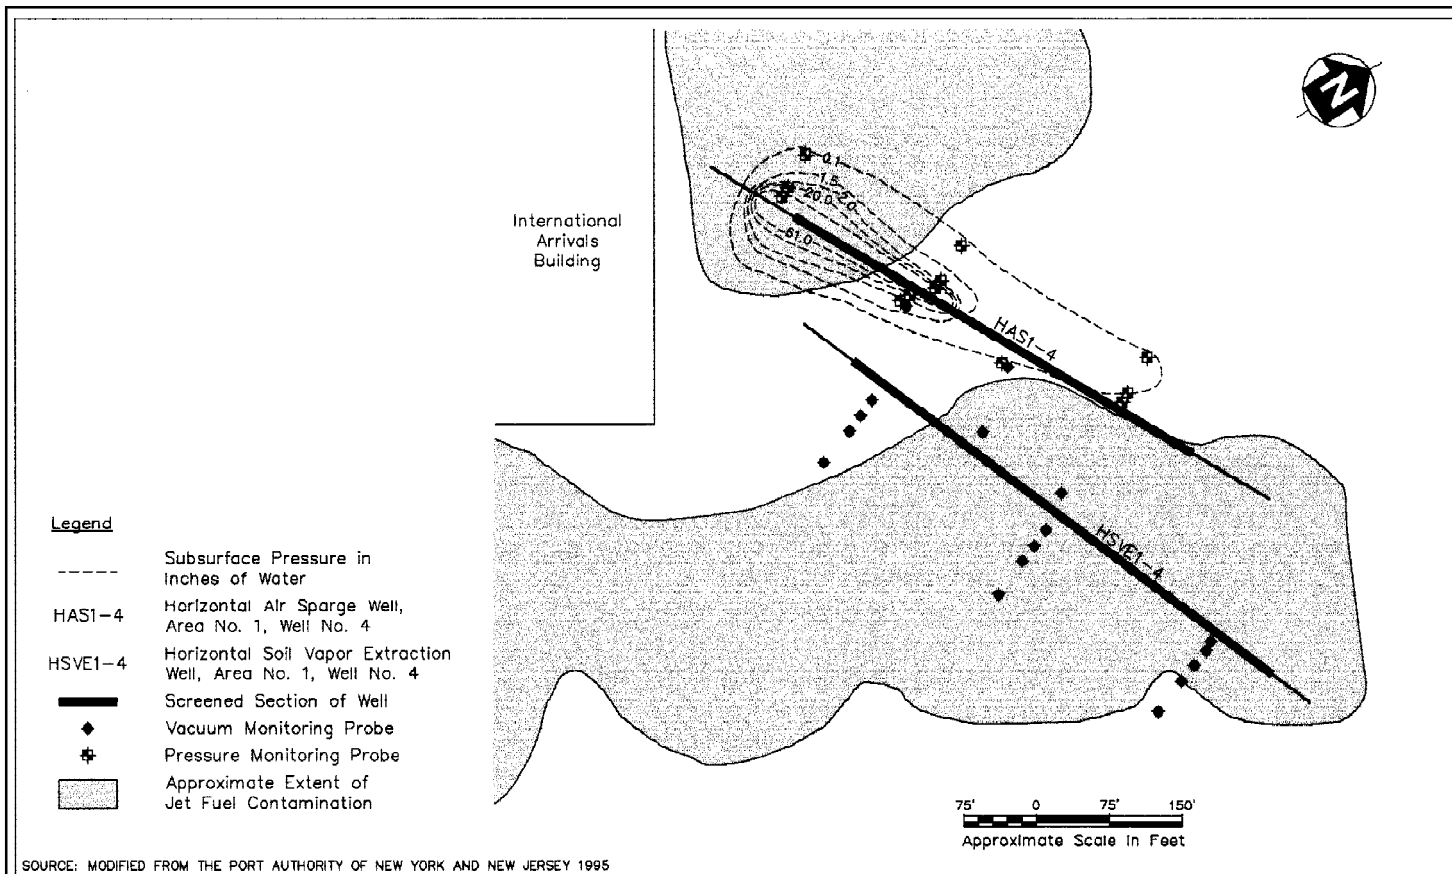 N
International
Arrivals
Building
0.1
1.5
2.0
20.0
61.0
HAS1-4
HSVE1-4
Legend
Subsurface Pressure in
Inches of Water
HAS1-4
Horizontal Air Sparge Well,
Area No. 1, Well No. 4
HSVE1-4
Horizontal Soil Vapor Extraction
Well, Area No. 1, Well No. 4
Screened Section of Well
Vacuum Monitoring Probe
Pressure Monitoring Probe
Approximate Extent of
Jet Fuel Contamination
75' 0 75' 150'
Approximate Scale in Feet
SOURCE: MODIFIED FROM THE PORT AUTHORITY OF NEW YORK AND NEW JERSEY 1995